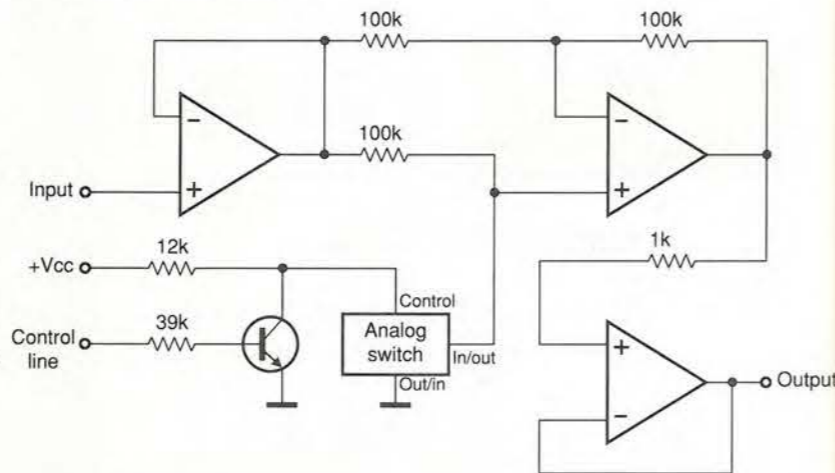 100k
100k
−
100k
−
+
+
Input
12k
1k
+Vcc
Control
39k
Analog
switch
In/out
Control
line
Out/in
+
−
Output